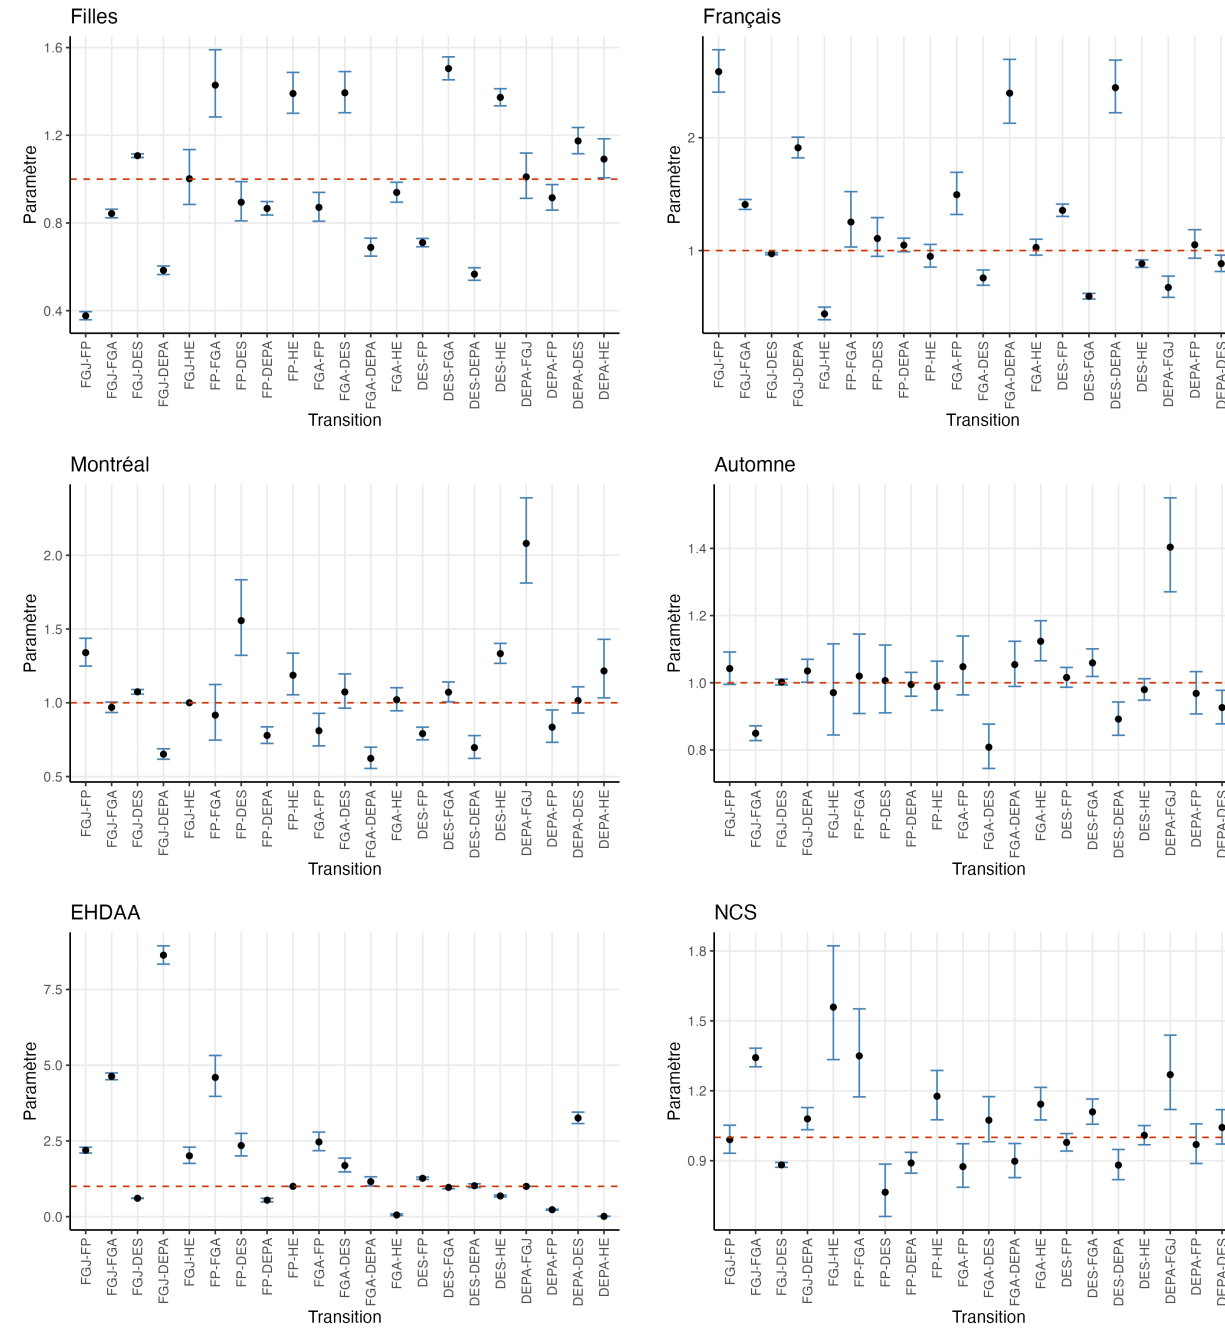 Filles
Paramètre
1.6
1.2
0.8
0.4
FGJ-FP
FGJ-FGA
FGJ-DES
FGJ-DEPA
FGJ-HE
FP-FGA
FP-DES
FP-DEPA
FP-HE
FGA-FP
FGA-DES
FGA-DEPA
FGA-HE
DES-FP
DES-FGA
DES-DEPA
DES-HE
DEPA-FGJ
DEPA-FP
DEPA-DES
DEPA-HE
Transition
Français
Paramètre
2
1
FGJ-FP
FGJ-FGA
FGJ-DES
FGJ-DEPA
FGJ-HE
FP-FGA
FP-DES
FP-DEPA
FP-HE
FGA-FP
FGA-DES
FGA-DEPA
FGA-HE
DES-FP
DES-FGA
DES-DEPA
DES-HE
DEPA-FGJ
DEPA-FP
DEPA-DES
Transition
Montréal
Paramètre
2.0
1.5
1.0
0.5
FGJ-FP
FGJ-FGA
FGJ-DES
FGJ-DEPA
FGJ-HE
FP-FGA
FP-DES
FP-DEPA
FP-HE
FGA-FP
FGA-DES
FGA-DEPA
FGA-HE
DES-FP
DES-FGA
DES-DEPA
DES-HE
DEPA-FGJ
DEPA-FP
DEPA-DES
DEPA-HE
Transition
Automne
Paramètre
1.4
1.2
1.0
0.8
FGJ-FP
FGJ-FGA
FGJ-DES
FGJ-DEPA
FGJ-HE
FP-FGA
FP-DES
FP-DEPA
FP-HE
FGA-FP
FGA-DES
FGA-DEPA
FGA-HE
DES-FP
DES-FGA
DES-DEPA
DES-HE
DEPA-FGJ
DEPA-FP
DEPA-DES
Transition
EHDAA
Paramètre
7.5
5.0
2.5
0.0
FGJ-FP
FGJ-FGA
FGJ-DES
FGJ-DEPA
FGJ-HE
FP-FGA
FP-DES
FP-DEPA
FP-HE
FGA-FP
FGA-DES
FGA-DEPA
FGA-HE
DES-FP
DES-FGA
DES-DEPA
DES-HE
DEPA-FGJ
DEPA-FP
DEPA-DES
DEPA-HE
Transition
NCS
Paramètre
1.8
1.5
1.2
0.9
FGJ-FP
FGJ-FGA
FGJ-DES
FGJ-DEPA
FGJ-HE
FP-FGA
FP-DES
FP-DEPA
FP-HE
FGA-FP
FGA-DES
FGA-DEPA
FGA-HE
DES-FP
DES-FGA
DES-DEPA
DES-HE
DEPA-FGJ
DEPA-FP
DEPA-DES
Transition